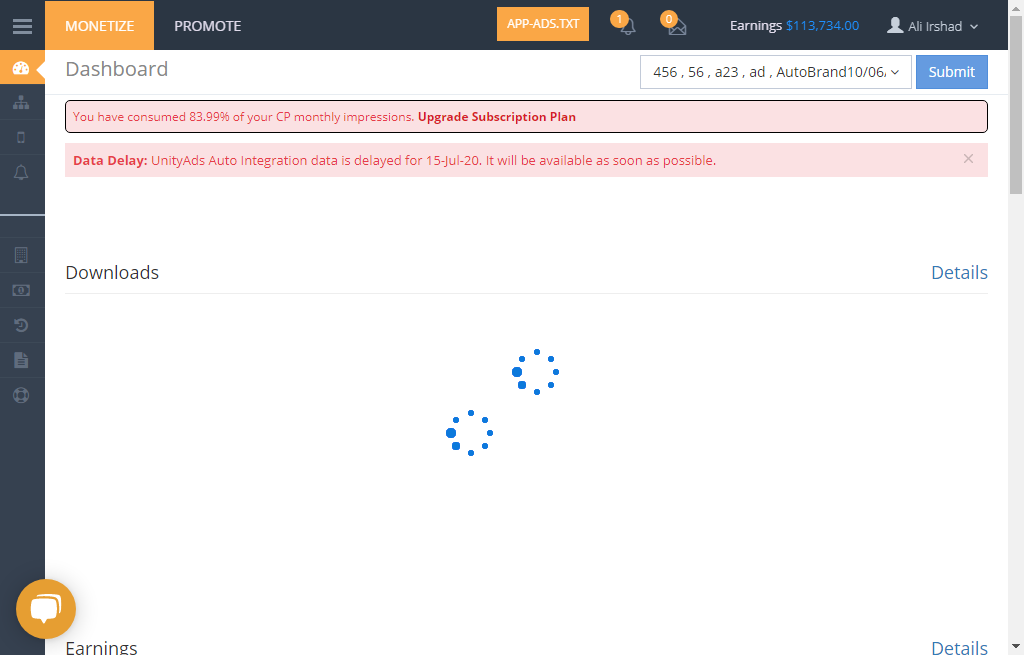 MONETIZE
PROMOTE
APP-ADS.TXT
1
0
Earnings $113,734.00
Ali Irshad
Dashboard
456 , 56 , a23 , ad , AutoBrand10/06/
Submit
You have consumed 83.99% of your CP monthly impressions. Upgrade Subscription Plan
Data Delay: UnityAds Auto Integration data is delayed for 15-Jul-20. It will be available as soon as possible.
×
Downloads
Details
Earnings
Details